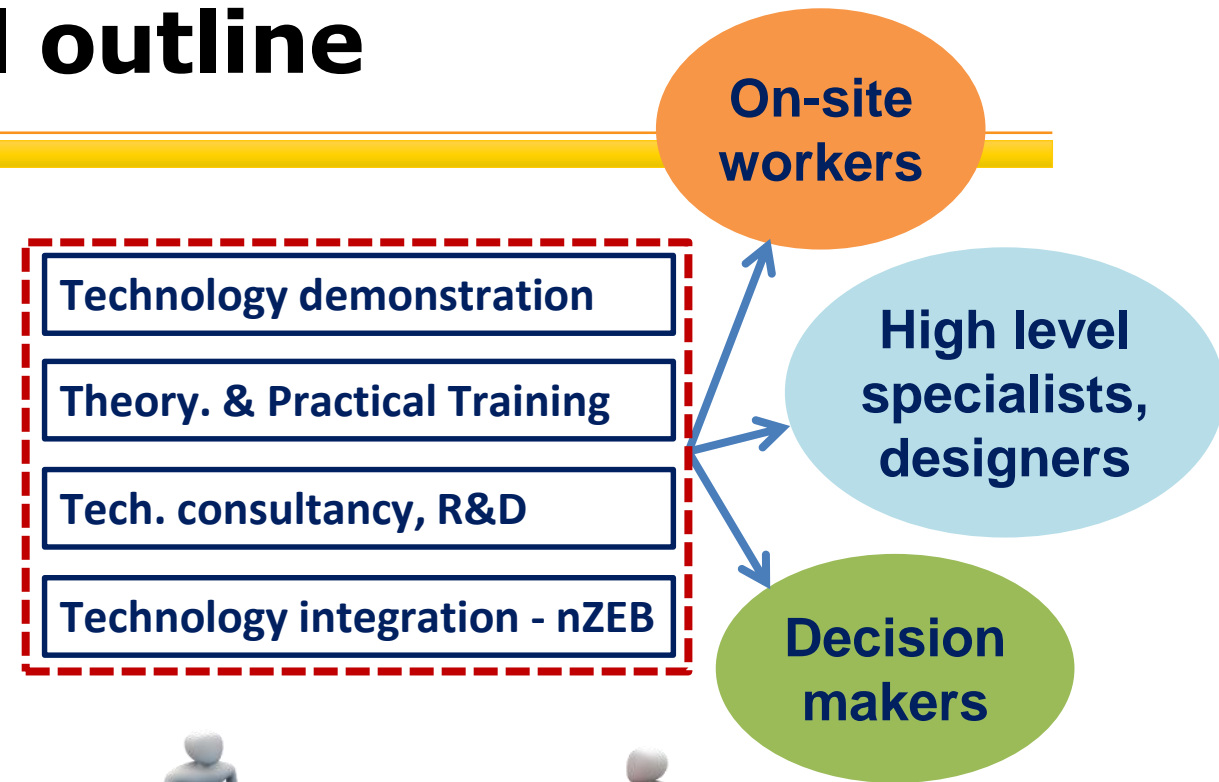 outline
On-site
workers
Technology demonstration
Theory. & Practical Training
Tech. consultancy, R&D
Technology integration - nZEB
High level
specialists,
designers
Decision
makers